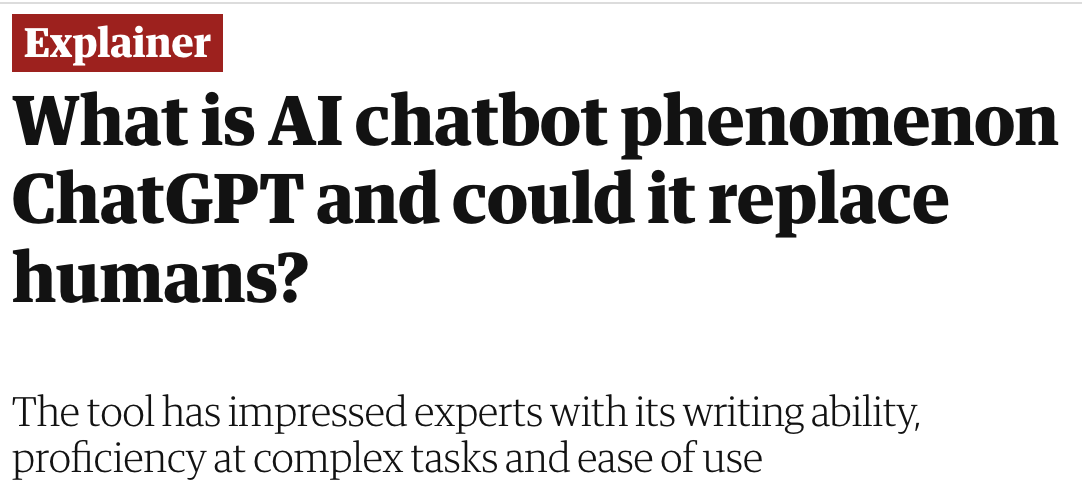 Explainer
What is AI chatbot phenomenon
ChatGPT and could it replace
humans?
The tool has impressed experts with its writing ability,
proficiency at complex tasks and ease of use